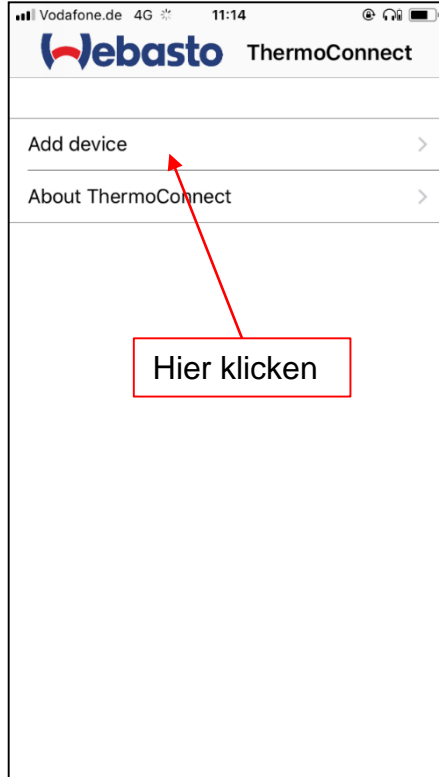 Vodafone.de 4G 11:14
Webasto ThermoConnect
Add device
About ThermoConnect
Hier klicken